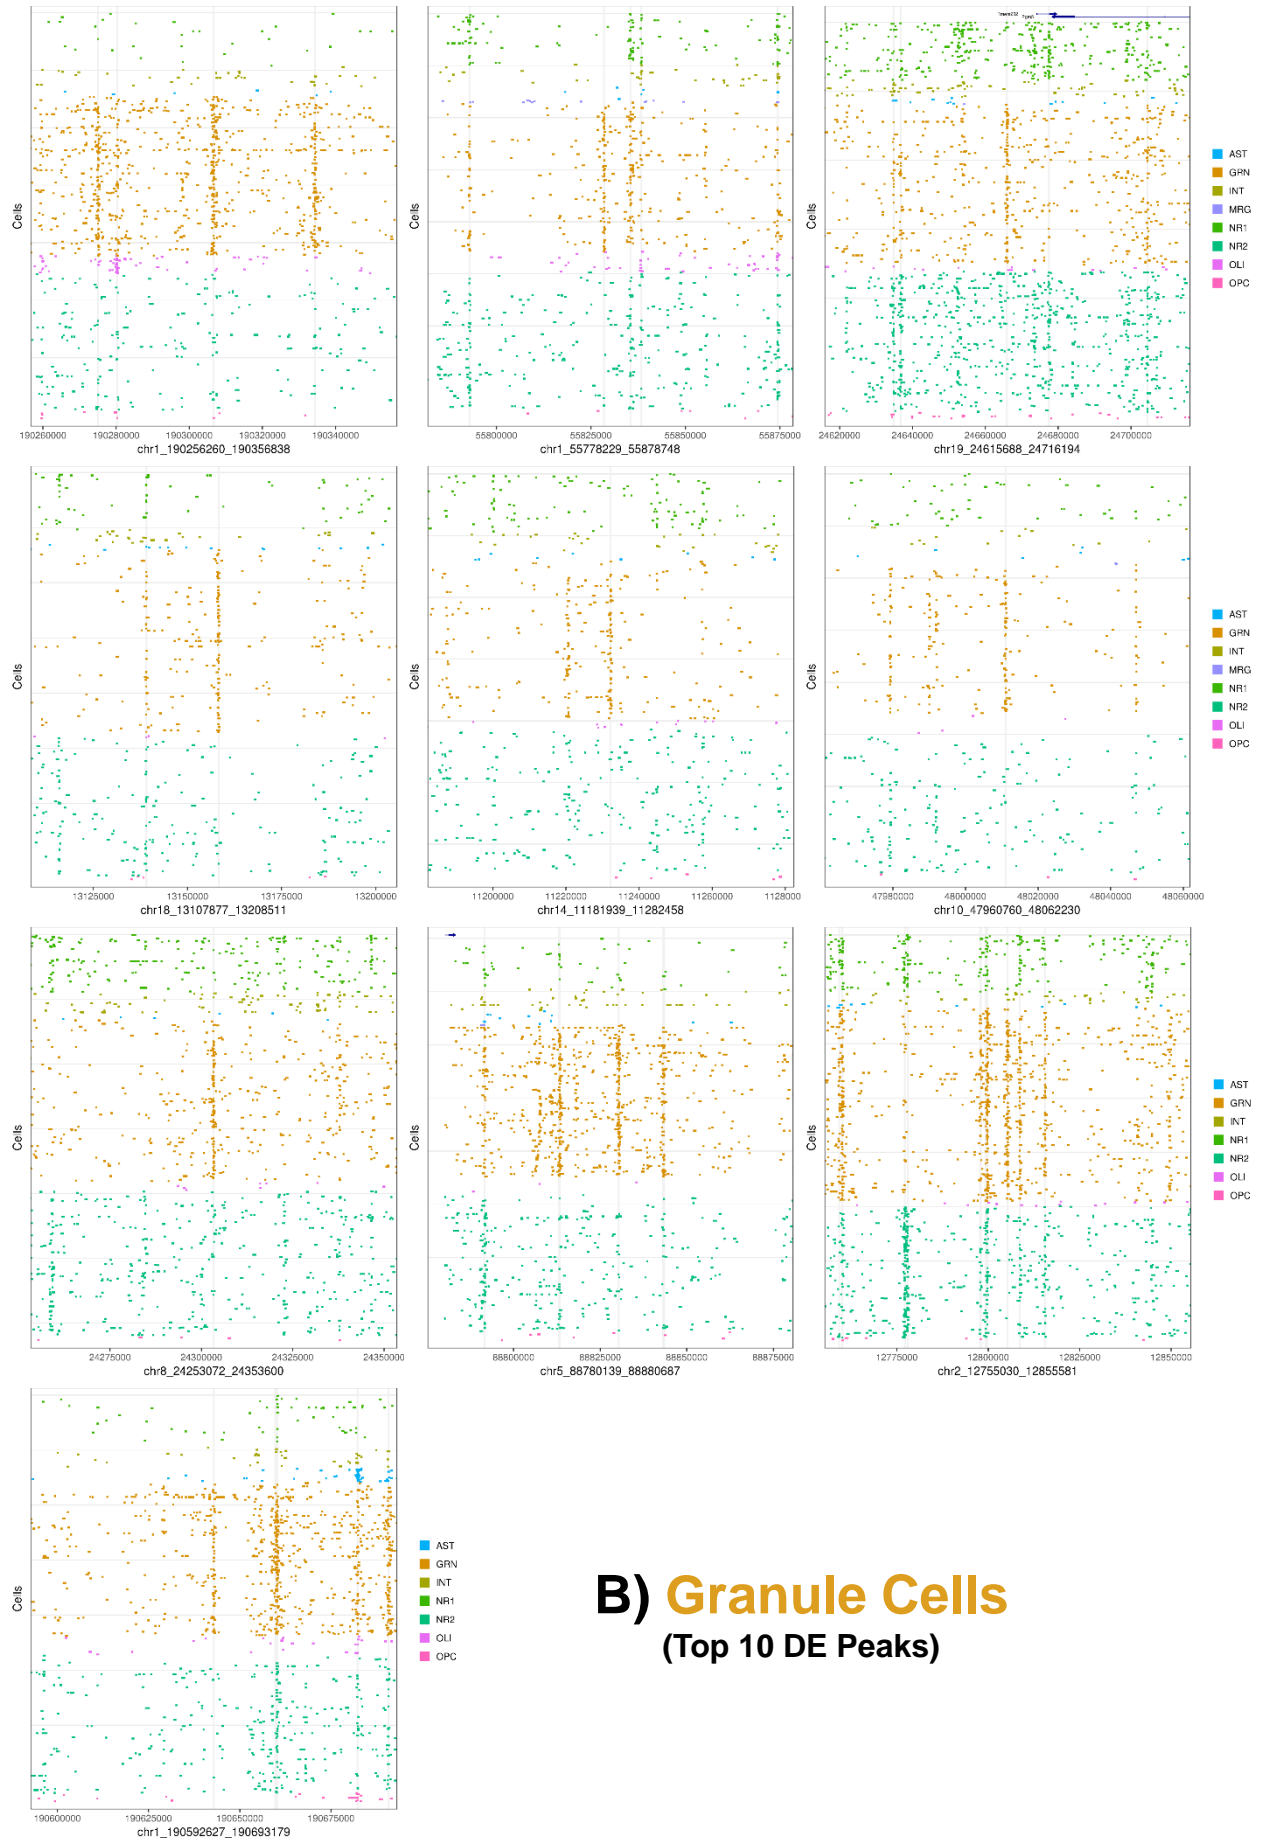 Cells
190260000 190280000 190300000 190320000 190340000
chr1_190256260_190356838
Cells
55800000 55825000 55850000 55875000
chr1_55778229_55878748
Cells
24620000 24640000 24660000 24680000 24700000
chr19_24615688_24716194
AST
GRN
INT
MRG
NR1
NR2
OLI
OPC
Cells
13125000 13150000 13175000 13200000
chr18_13107877_13208511
Cells
11200000 11220000 11240000 11260000 11280000
chr14_11181939_11282458
Cells
47980000 48000000 48020000 48040000 48060000
chr10_47960760_48062230
AST
GRN
INT
MRG
NR1
NR2
OLI
OPC
Cells
24275000 24300000 24325000 24350000
chr8_24253072_24353600
Cells
88800000 88825000 88850000 88875000
chr5_88780139_88880687
Cells
12775000 12800000 12825000 12850000
chr2_12755030_12855581
AST
GRN
INT
NR1
NR2
OLI
OPC
Cells
190600000 190625000 190650000 190675000
chr1_190592627_190693179
AST
GRN
INT
NR1
NR2
OLI
OPC
B) Granule Cells
(Top 10 DE Peaks)